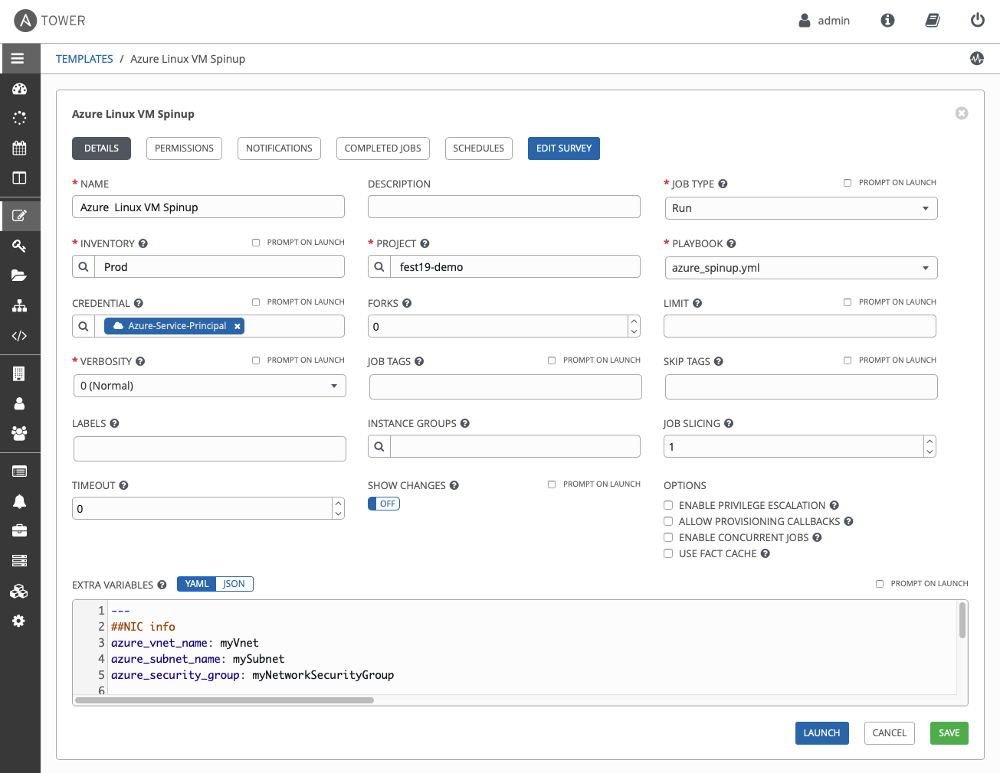 TOWER
admin
TEMPLATES / Azure Linux VM Spinup
Azure Linux VM Spinup
DETAILS PERMISSIONS NOTIFICATIONS COMPLETED JOBS SCHEDULES EDIT SURVEY
* NAME DESCRIPTION * JOB TYPE PROMPT ON LAUNCH
Azure  Linux VM Spinup Run
* INVENTORY PROMPT ON LAUNCH * PROJECT * PLAYBOOK
Prod fest19-demo azure_spinup.yml
CREDENTIAL PROMPT ON LAUNCH FORKS LIMIT PROMPT ON LAUNCH
Azure-Service-Principal 0
* VERBOSITY PROMPT ON LAUNCH JOB TAGS PROMPT ON LAUNCH SKIP TAGS PROMPT ON LAUNCH
0 (Normal)
LABELS INSTANCE GROUPS JOB SLICING
1
TIMEOUT SHOW CHANGES PROMPT ON LAUNCH OPTIONS
0 OFF ENABLE PRIVILEGE ESCALATION
ALLOW PROVISIONING CALLBACKS
ENABLE CONCURRENT JOBS
USE FACT CACHE
EXTRA VARIABLES YAML JSON PROMPT ON LAUNCH
1 ---
2 ##NIC info
3 azure_vnet_name: myVnet
4 azure_subnet_name: mySubnet
5 azure_security_group: myNetworkSecurityGroup
6
LAUNCH CANCEL SAVE